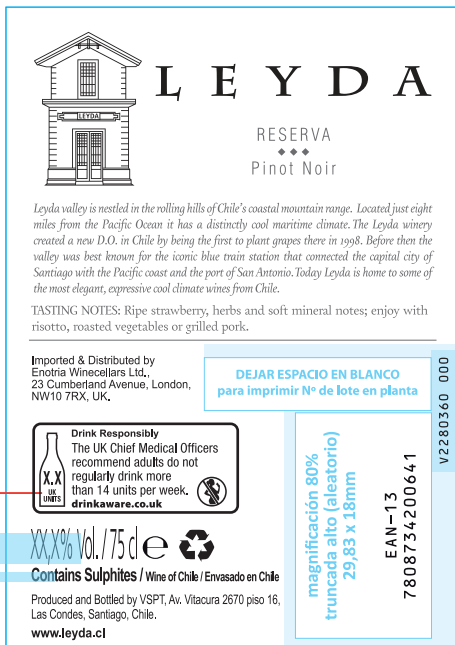 LEYDA
LEYDA
RESERVA
Pinot Noir
Leyda valley is nestled in the rolling hills of Chile's coastal mountain range. Located just eight
miles from the Pacific Ocean it has a distinctly cool maritime climate. The Leyda winery
created a new D.O. in Chile by being the first to plant grapes there in 1998. Before then the
valley was best known for the iconic blue train station that connected the capital city of
Santiago with the Pacific coast and the port of San Antonio. Today Leyda is home to some of
the most elegant, expressive cool climate wines from Chile.
TASTING NOTES: Ripe strawberry, herbs and soft mineral notes; enjoy with
risotto, roasted vegetables or grilled pork.
Imported & Distributed by
Enotria Winecellars Ltd.,
23 Cumberland Avenue, London,
NW10 7RX, UK.
DEJAR ESPACIO EN BLANCO
para imprimir Nº de lote en planta
V2280360 000
X.X
UK
UNITS
Drink Responsibly
The UK Chief Medical Officers
recommend adults do not
regularly drink more
than 14 units per week.
drinkaware.co.uk
magnificación 80%
truncada alto (aleatorio)
29,83 x 18mm
EAN-13
7808734200641
XX,X% Vol. / 75 cl e
Contains Sulphites / Wine of Chile / Envasado en Chile
Produced and Bottled by VSPT, Av. Vitacura 2670 piso 16,
Las Condes, Santiago, Chile.
www.leyda.cl